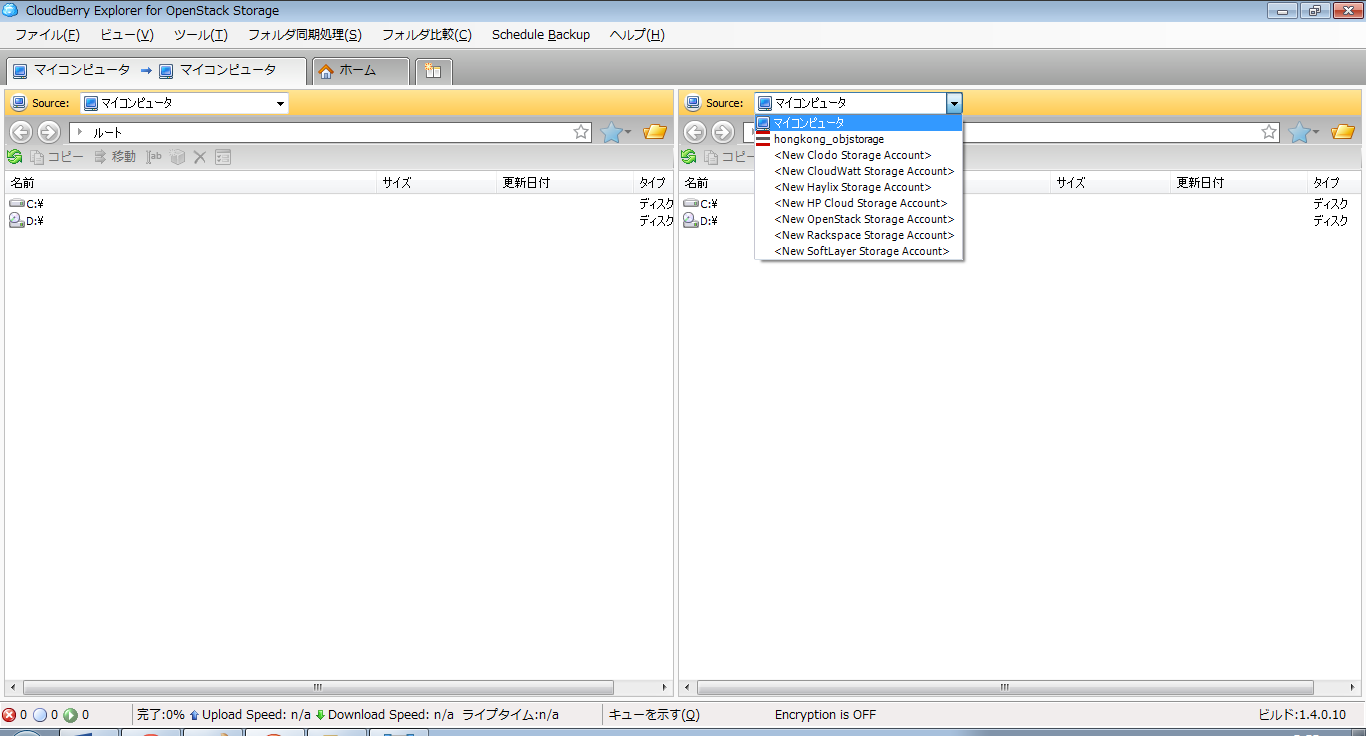 CloudBerry Explorer for OpenStack Storage
ファイル(F) ビュー(V) ツール(T) フォルダ同期処理(S) フォルダ比較(C) Schedule Backup ヘルプ(H)
マイコンピュータ → マイコンピュータ ホーム
Source: マイコンピュータ
ルート
コピー 移動
名前 サイズ 更新日付 タイプ
C:¥ ディスク
D:¥ ディスク
Source: マイコンピュータ
マイコンピュータ
hongkong_objstorage
<New Clodo Storage Account>
<New CloudWatt Storage Account>
<New Haylix Storage Account>
<New HP Cloud Storage Account>
<New OpenStack Storage Account>
<New Rackspace Storage Account>
<New SoftLayer Storage Account>
コピー
名前 サイズ 更新日付 タイプ
C:¥ ディスク
D:¥ ディスク
0 0 0 完了:0% Upload Speed: n/a Download Speed: n/a ライプタイム:n/a キューを示す(Q) Encryption is OFF ビルド:1.4.0.10